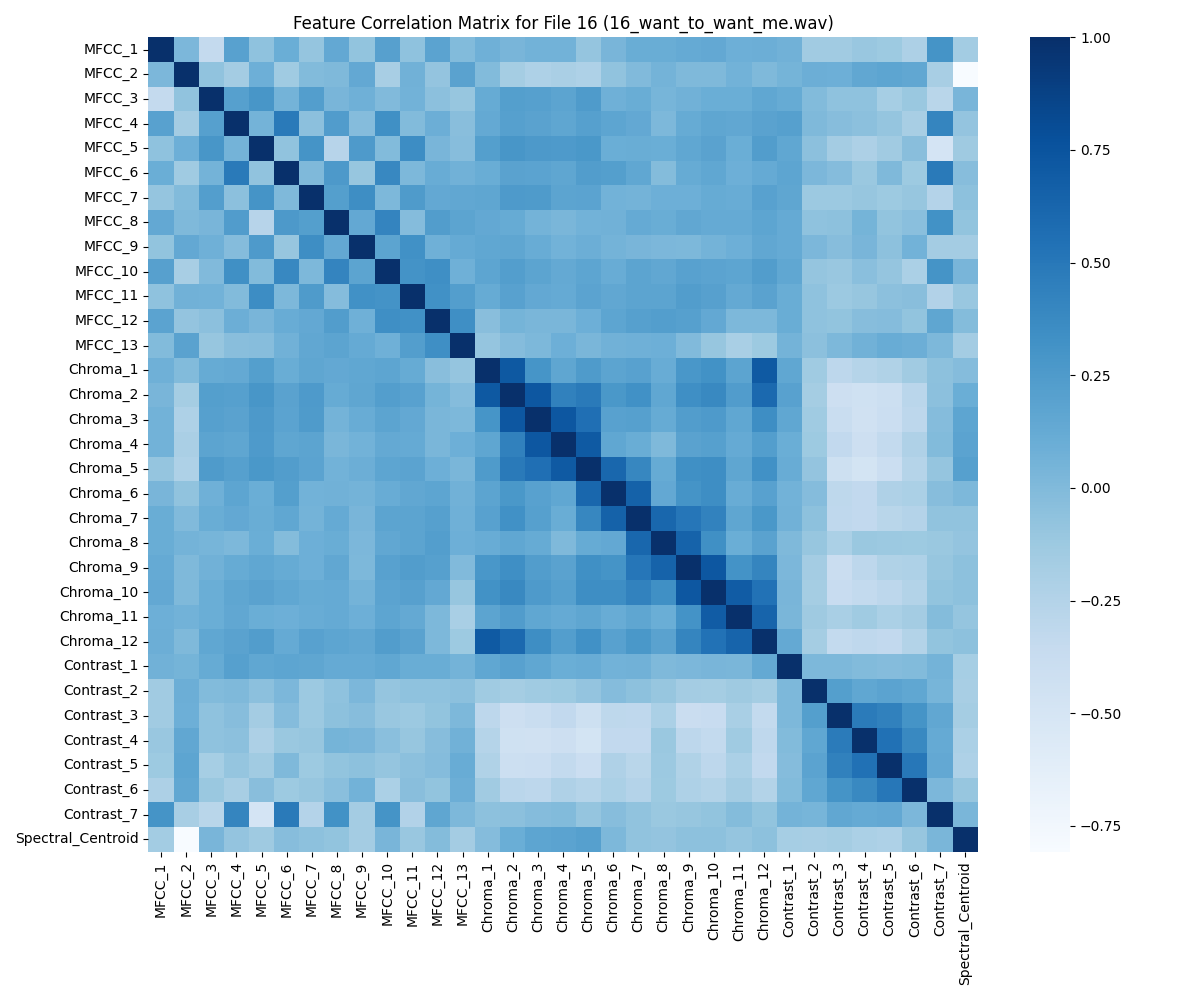 Feature Correlation Matrix for File 16 (16_want_to_want_me.wav)
MFCC_1
MFCC_2
MFCC_3
MFCC_4
MFCC_5
MFCC_6
MFCC_7
MFCC_8
MFCC_9
MFCC_10
MFCC_11
MFCC_12
MFCC_13
Chroma_1
Chroma_2
Chroma_3
Chroma_4
Chroma_5
Chroma_6
Chroma_7
Chroma_8
Chroma_9
Chroma_10
Chroma_11
Chroma_12
Contrast_1
Contrast_2
Contrast_3
Contrast_4
Contrast_5
Contrast_6
Contrast_7
Spectral_Centroid
MFCC_1
MFCC_2
MFCC_3
MFCC_4
MFCC_5
MFCC_6
MFCC_7
MFCC_8
MFCC_9
MFCC_10
MFCC_11
MFCC_12
MFCC_13
Chroma_1
Chroma_2
Chroma_3
Chroma_4
Chroma_5
Chroma_6
Chroma_7
Chroma_8
Chroma_9
Chroma_10
Chroma_11
Chroma_12
Contrast_1
Contrast_2
Contrast_3
Contrast_4
Contrast_5
Contrast_6
Contrast_7
Spectral_Centroid
1.00
0.75
0.50
0.25
0.00
−0.25
−0.50
−0.75